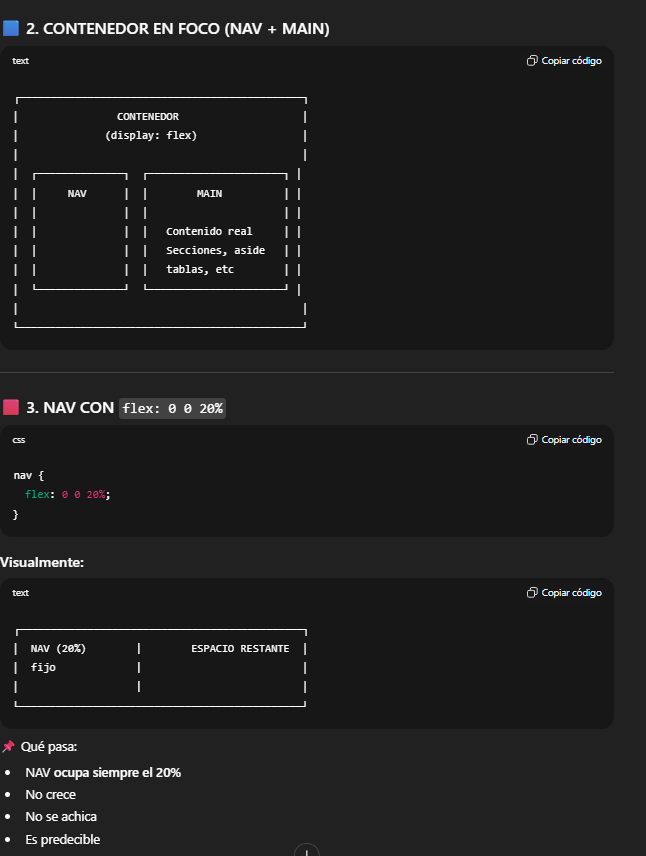 2. CONTENEDOR EN FOCO (NAV + MAIN)
text
Copiar código
CONTENEDOR
(display: flex)
NAV
MAIN
Contenido real
Secciones, aside
tablas, etc
3. NAV CON flex: 0 0 20%
css
Copiar código
nav {
flex: 0 0 20%;
}
Visualmente:
text
Copiar código
NAV (20%)
ESPACIO RESTANTE
fijo
Qué pasa:
• NAV ocupa siempre el 20%
• No crece
• No se achica
• Es predecible